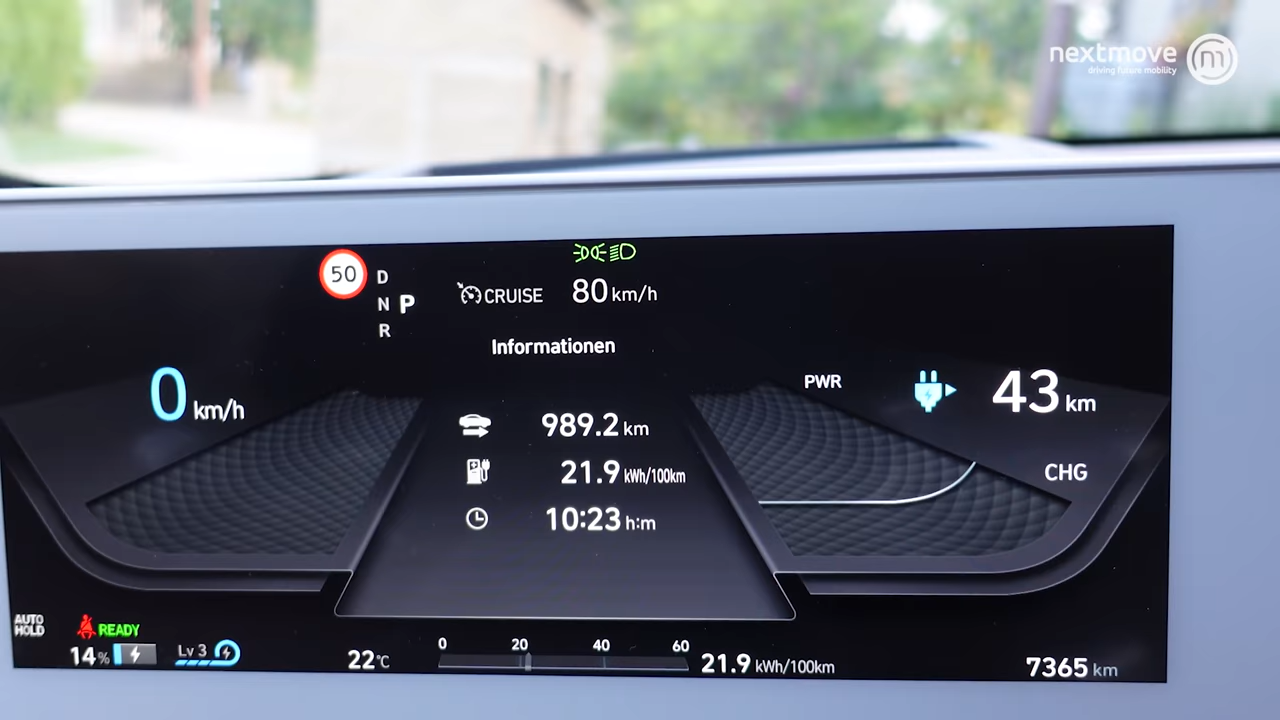 nextmove
driving future mobility
50
D
N P
R
CRUISE 80 km/h
Informationen
0 km/h
PWR
43 km
989.2 km
21.9 kWh/100km
CHG
10:23 h:m
AUTO HOLD
READY
14%
Lv 3
22°C
0 20 40 60
21.9 kWh/100km
7365 km